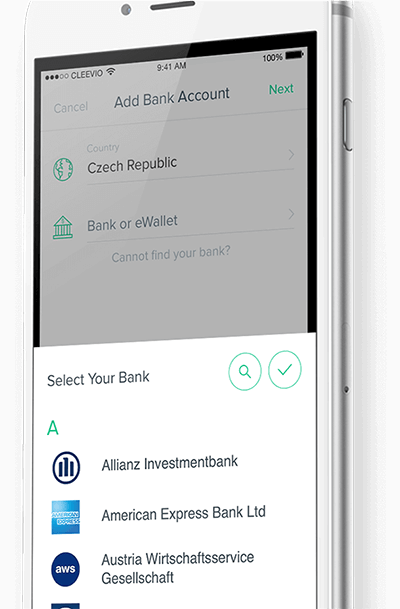 CLEEVIO 9:41 AM 100%
Cancel Add Bank Account Next
Country
Czech Republic
Bank or eWallet
Cannot find your bank?
Select Your Bank
A
Allianz Investmentbank
AMERICAN EXPRESS
American Express Bank Ltd
aws
Austria Wirtschaftsservice
Gesellschaft